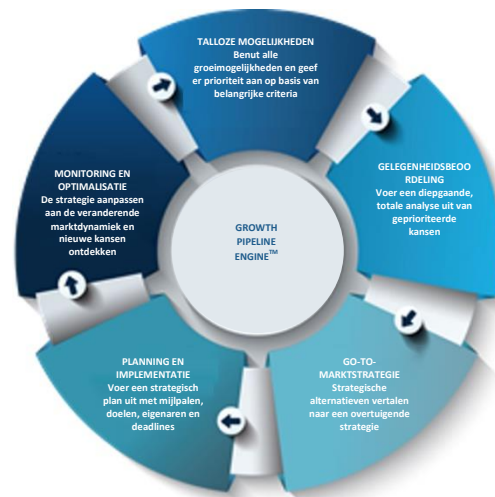 TALLOZE MOGELIJKHEDEN
Benut alle
groeimogelijkheden en geef
er prioriteit aan op basis van
belangrijke criteria
GELEGENHEIDSBEOO
RDELING
Voer een diepgaande,
totale analyse uit van
geprioriteerde
kansen
GO-TO-
MARKTSTRATEGIE
Strategische
alternatieven vertalen
naar een overtuigende
strategie
PLANNING EN
IMPLEMENTATIE
Voer een strategisch
plan uit met mijlpalen,
doelen, eigenaren en
deadlines
MONITORING EN
OPTIMALISATIE
De strategie aanpassen
aan de veranderende
marktdynamiek en
nieuwe kansen
ontdekken
GROWTH
PIPELINE
ENGINE™